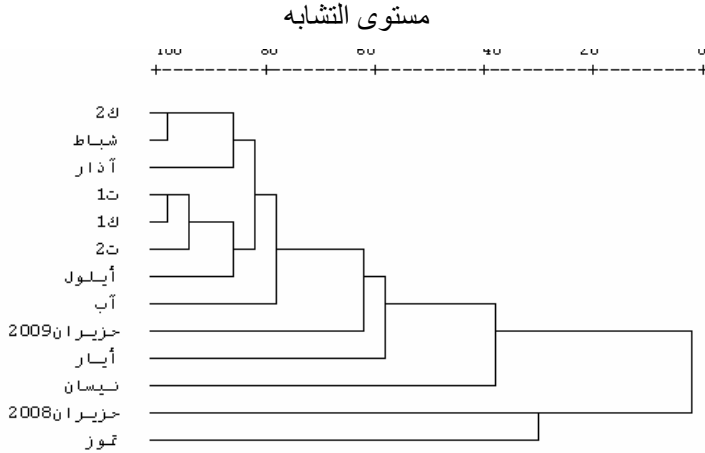 مستوى التشابه
100 80 60 40 20 0
ك2
شباط
آذار
ت1
ك1
ت2
أيلول
آب
حزيران2009
أيار
نيسان
حزيران2008
تموز